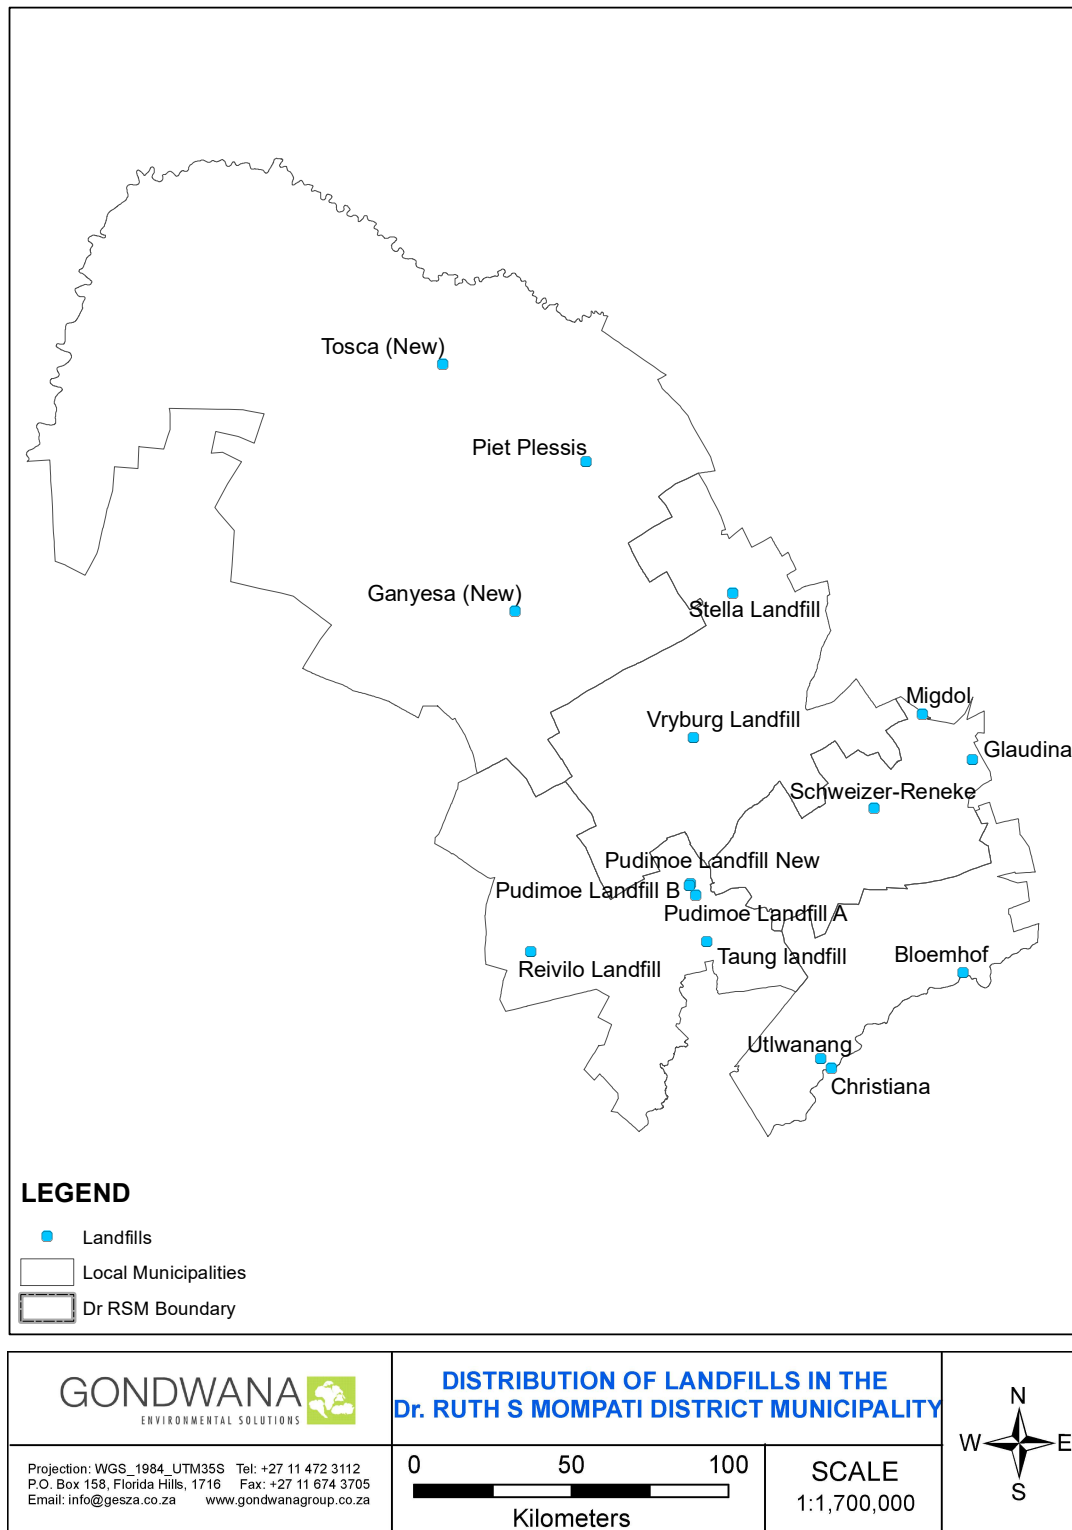 Tosca (New)
Piet Plessis
Ganyesa (New)
Stella Landfill
Migdol
Vryburg Landfill
Glaudina
Schweizer-Reneke
Pudimoe Landfill New
Pudimoe Landfill B
Pudimoe Landfill A
Taung landfill
Bloemhof
Reivilo Landfill
Utlwanang
Christiana
LEGEND
Landfills
Local Municipalities
Dr RSM Boundary
GONDWANA
ENVIRONMENTAL SOLUTIONS
Projection: WGS_1984_UTM35S Tel: +27 11 472 3112
P.O. Box 158, Florida Hills, 1716 Fax: +27 11 674 3705
Email: info@gesza.co.za www.gondwanagroup.co.za
DISTRIBUTION OF LANDFILLS IN THE
Dr. RUTH S MOMPATI DISTRICT MUNICIPALITY
0 50 100
Kilometers
SCALE
1:1,700,000
N
W E
S